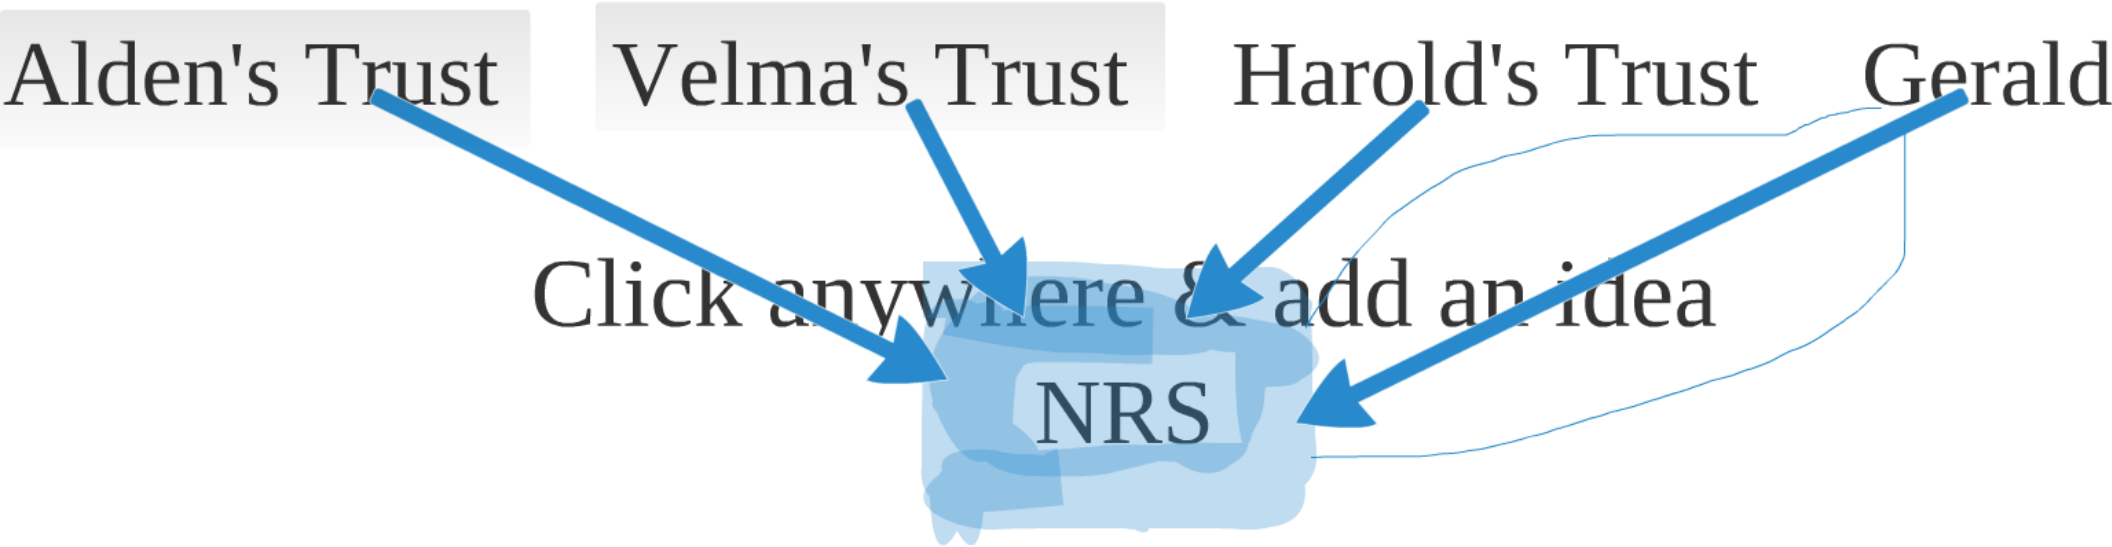 Alden's Trust Velma's Trust Harold's Trust Gerald
Click anywhere & add an idea
NRS